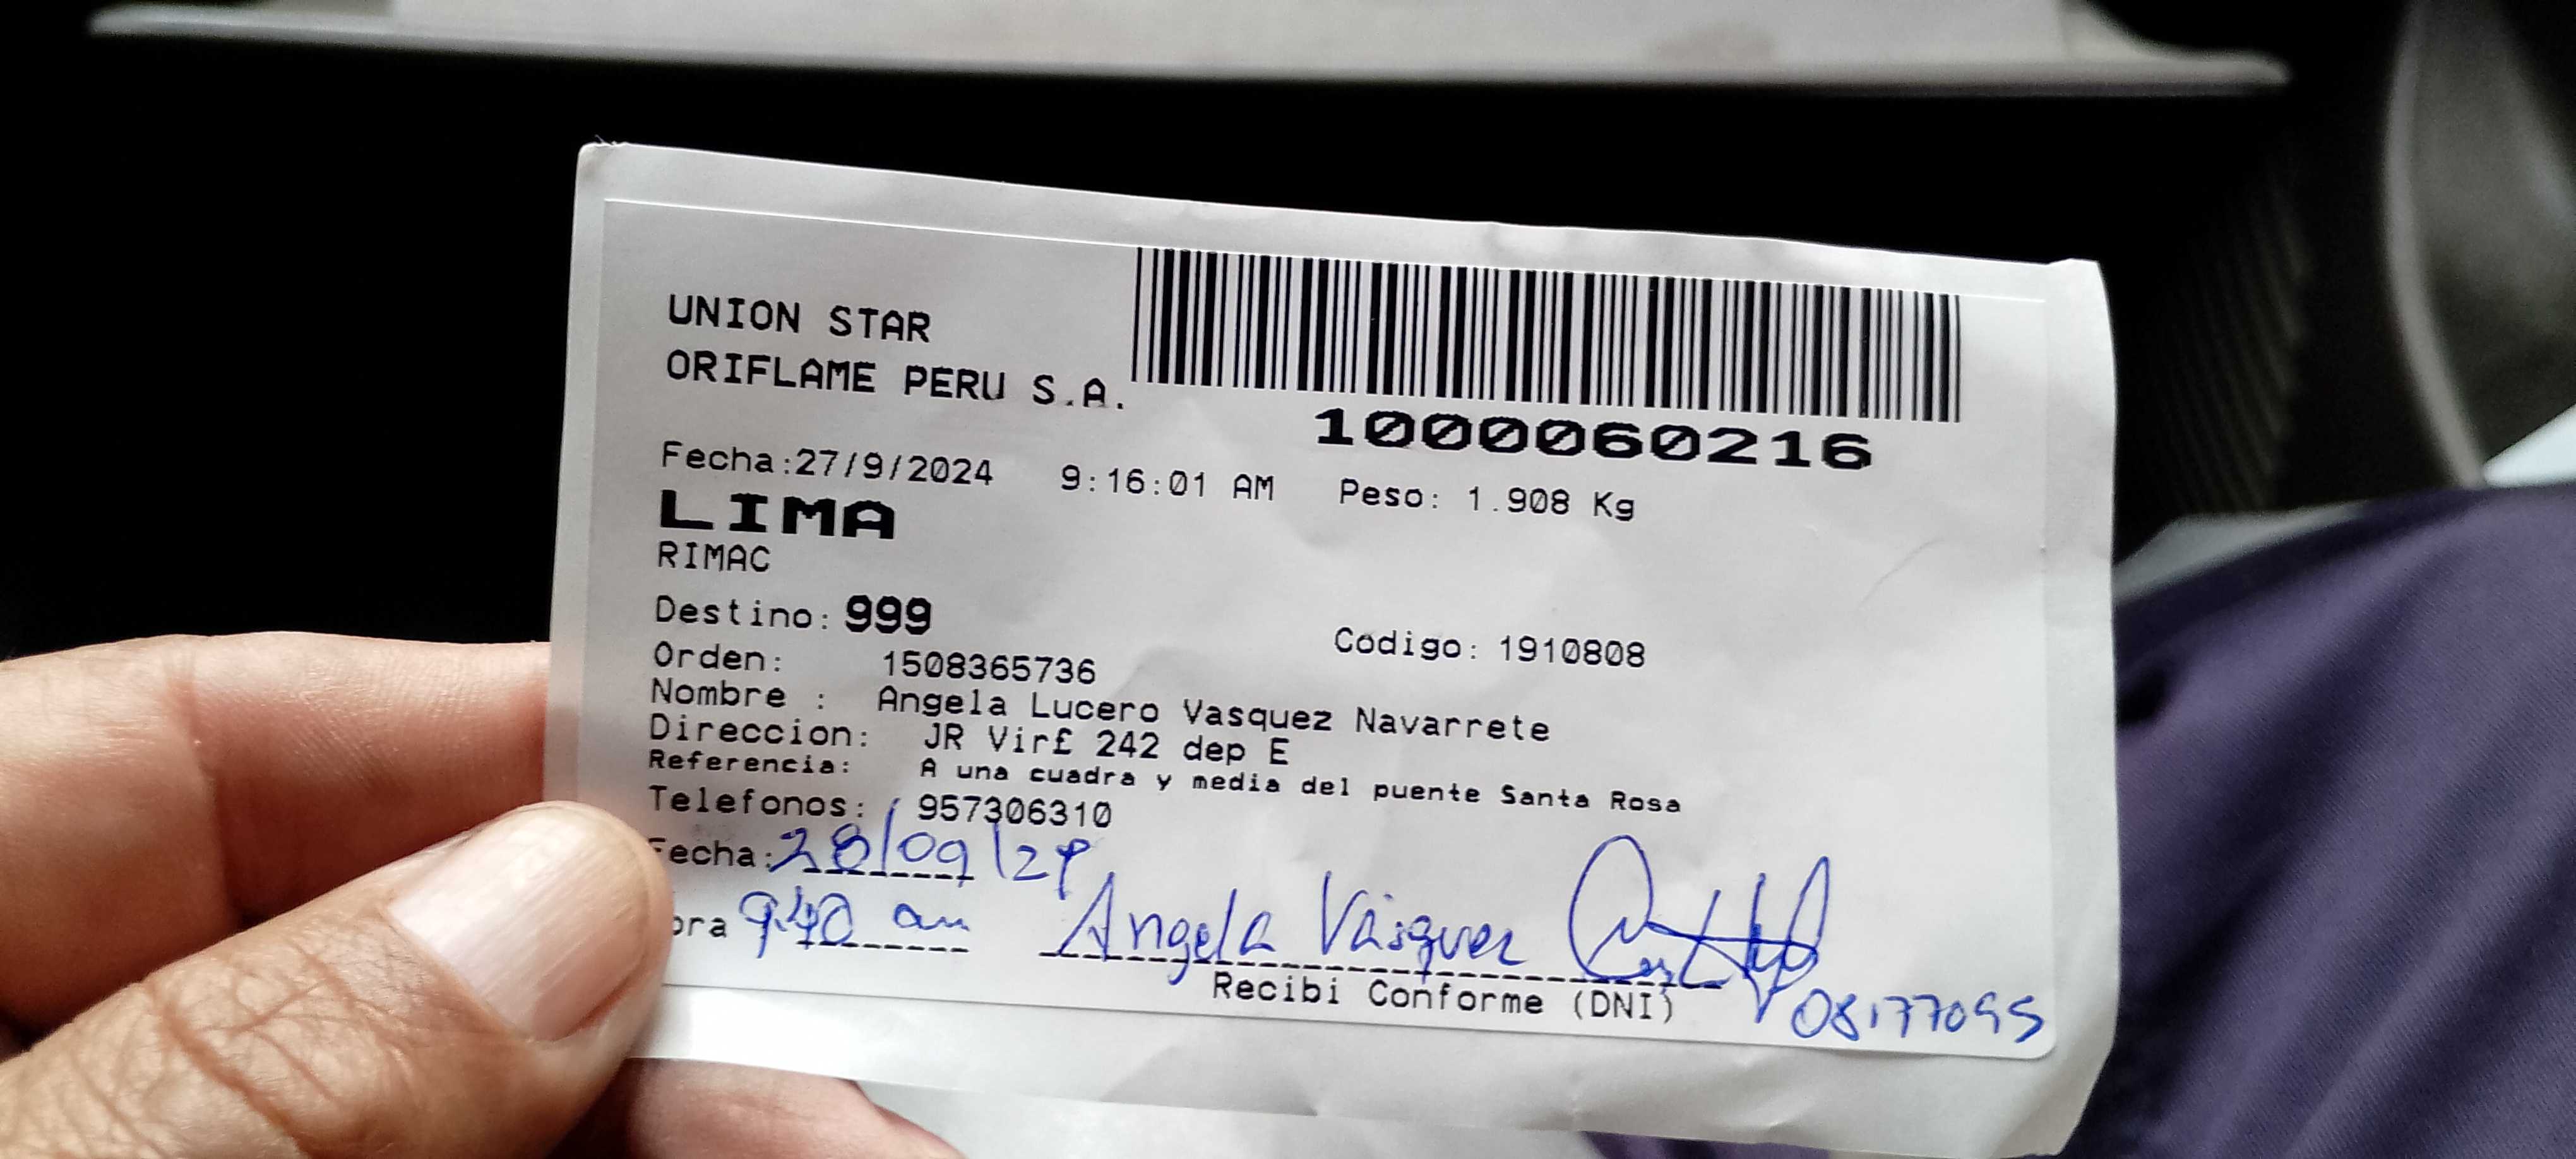 UNION STAR
ORIFLAME PERU S.A.
1000060216
Fecha:27/9/2024 9:16:01 AM Peso: 1.908 Kg
LIMA
RIMAC
Destino: 999
Codigo: 1910808
Orden: 1508365736
Nombre : Angela Lucero Vasquez Navarrete
Direccion: JR Vir£ 242 dep E
Referencia: A una cuadra y media del puente Santa Rosa
Telefonos: 957306310
Fecha: 28/09/24
ora 9:40 am Angela Vásquez
Recibi Conforme (DNI)